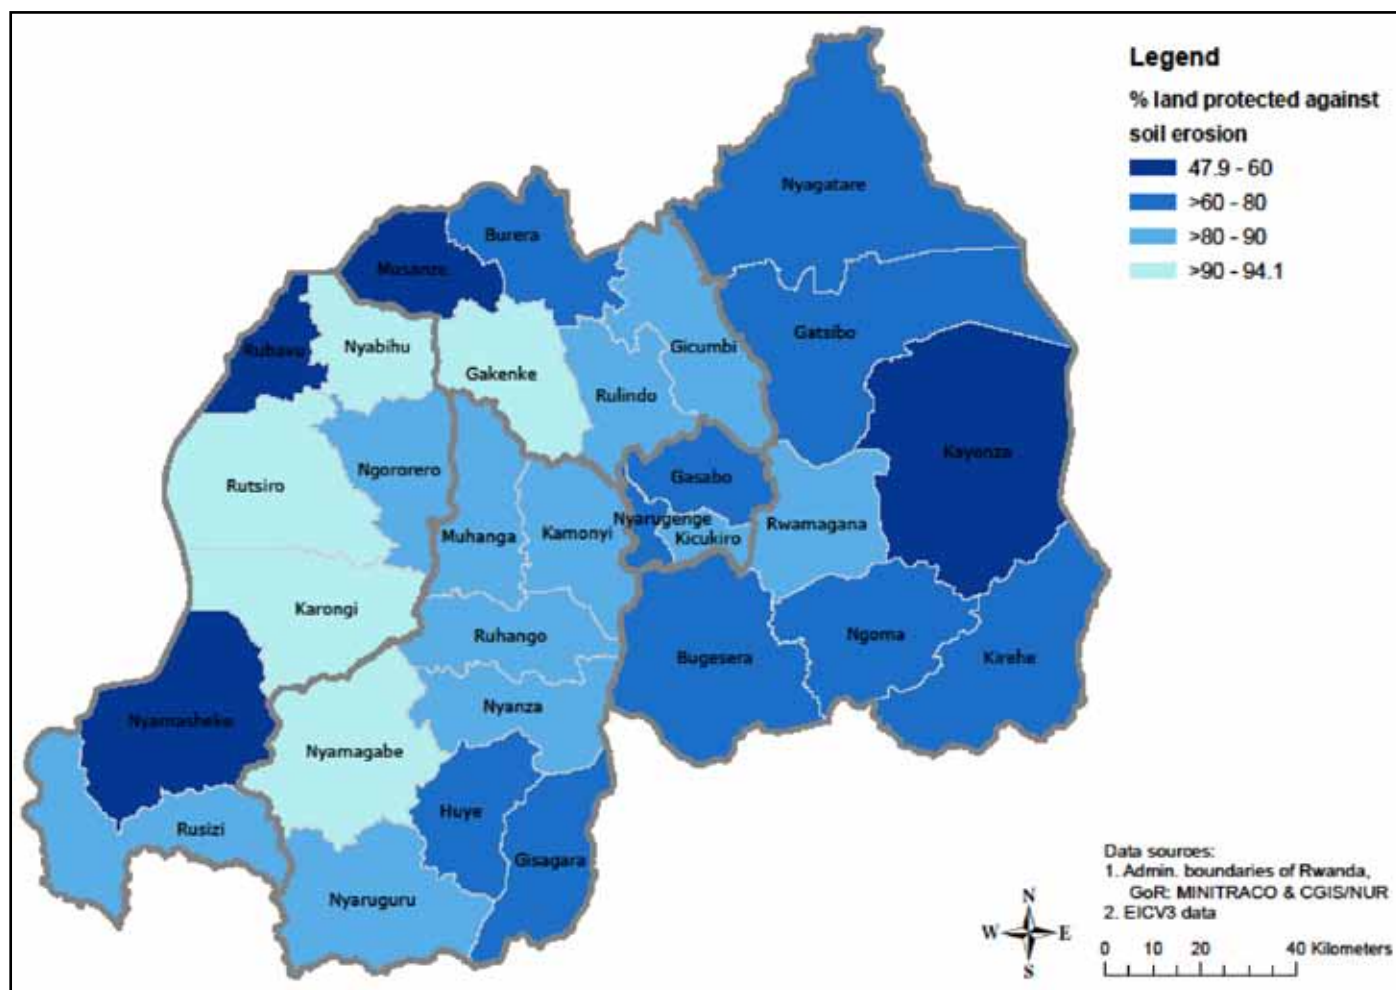 Legend
% land protected against
soil erosion
47.9 - 60
>60 - 80
>80 - 90
>90 - 94.1
Nyagatare
Burera
Musanze
Gatsibo
Rubavu
Nyabihu
Gicumbi
Gakenke
Rulindo
Kayonza
Ngororero
Gasabo
Rutsiro
Nyarugenge
Rwamagana
Muhanga
Kamonyi
Kicukiro
Karongi
Ruhango
Ngoma
Bugesera
Kirehe
Nyanza
Nyamasheke
Nyamagabe
Huye
Rusizi
Gisagara
Nyaruguru
Data sources:
1. Admin. boundaries of Rwanda,
GoR: MINITRACO & CGIS/NUR
2. EICV3 data
N
W E
S
0 10 20 40 Kilometers